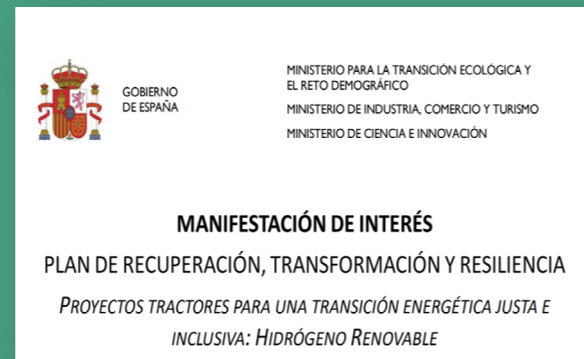 GOBIERNO
DE ESPAÑA
MINISTERIO PARA LA TRANSICIÓN ECOLÓGICA Y
EL RETO DEMOGRÁFICO
MINISTERIO DE INDUSTRIA, COMERCIO Y TURISMO
MINISTERIO DE CIENCIA E INNOVACIÓN
MANIFESTACIÓN DE INTERÉS
PLAN DE RECUPERACIÓN, TRANSFORMACIÓN Y RESILIENCIA
PROYECTOS TRACTORES PARA UNA TRANSICIÓN ENERGÉTICA JUSTA E
INCLUSIVA: HIDRÓGENO RENOVABLE